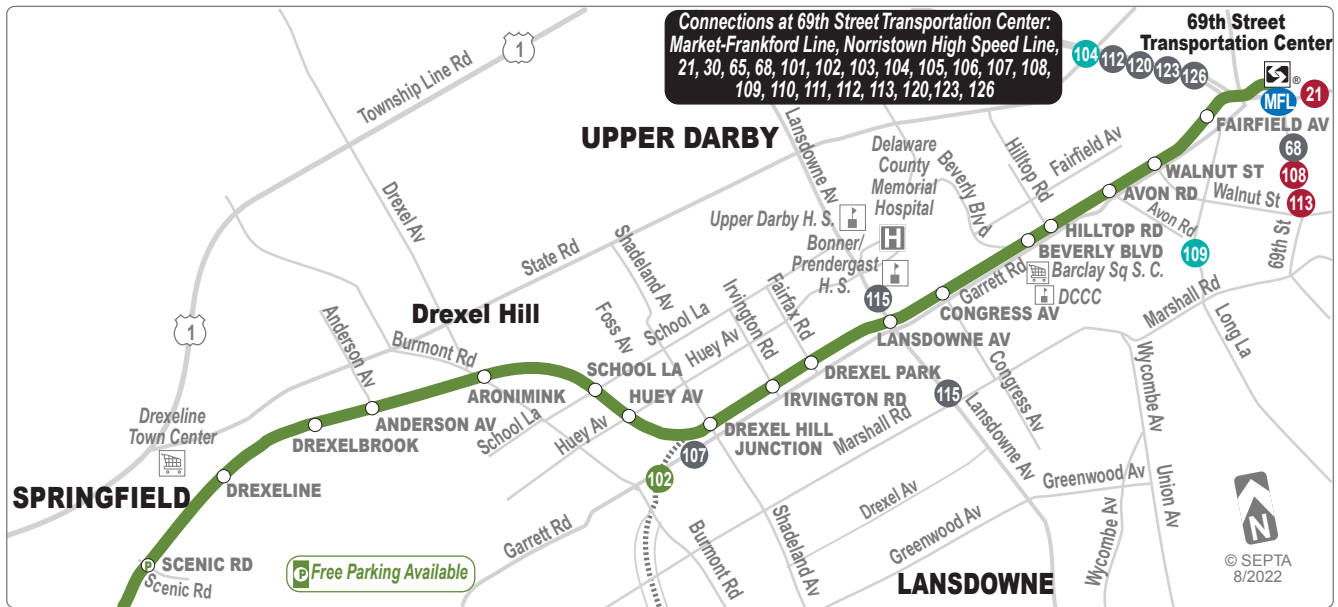 Connections at 69th Street Transportation Center:
Market-Frankford Line, Norristown High Speed Line,
21, 30, 65, 68, 101, 102, 103, 104, 105, 106, 107, 108,
109, 110, 111, 112, 113, 120,123, 126
69th Street
Transportation Center
®
104
112
120
123
126
MFL
21
FAIRFIELD AV
68
108
113
1
Township Line Rd
UPPER DARBY
Lansdowne Av
Delaware
County
Memorial
Hospital
H
Beverly Blvd
Hilltop Rd
Fairfield Av
WALNUT ST
Walnut St
AVON RD
Avon Rd
69th St
HILLTOP RD
BEVERLY BLVD
109
Upper Darby H. S.
Bonner/
Prendergast
H. S.
115
Garrett Rd
Barclay Sq S. C.
DCCC
Marshall Rd
Long La
Drexel Av
State Rd
Shadeland Av
Foss Av
School La
Huey Av
Irvington Rd
Fairfax Rd
CONGRESS AV
LANSDOWNE AV
Congress Av
Wycombe Av
1
Drexel Hill
Anderson Av
Burmont Rd
SCHOOL LA
HUEY AV
DREXEL PARK
IRVINGTON RD
115
Marshall Rd
Lansdowne Av
ARONIMINK
ANDERSON AV
DREXELBROOK
School La
Huey Av
DREXEL HILL
JUNCTION
107
102
Drexeline
Town Center
DREXELINE
SPRINGFIELD
Greenwood Av
Drexel Av
Greenwood Av
Union Av
Wycombe Av
Garrett Rd
Burmont Rd
Shadeland Av
P
SCENIC RD
Scenic Rd
P Free Parking Available
LANSDOWNE
N
© SEPTA
8/2022